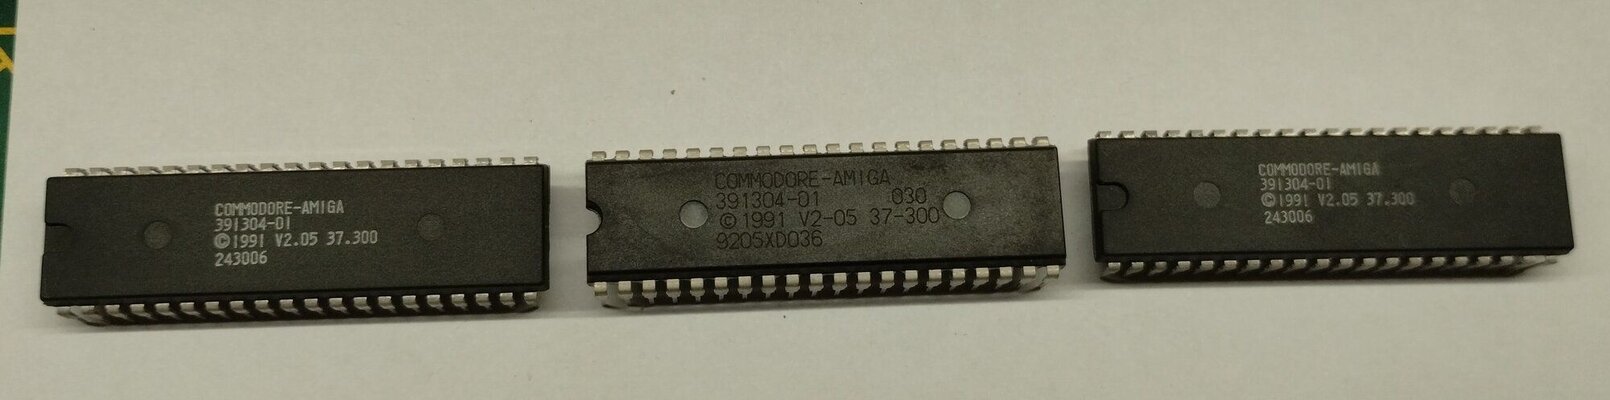 COMMODORE-AMIGA
391304-01
©1991 V2.05 37.300
243006
COMMODORE-AMIGA
391304-01 030
©1991 V2-05 37-300
9205XD036
COMMODORE-AMIGA
391304-01
©1991 V2.05 37.300
243006